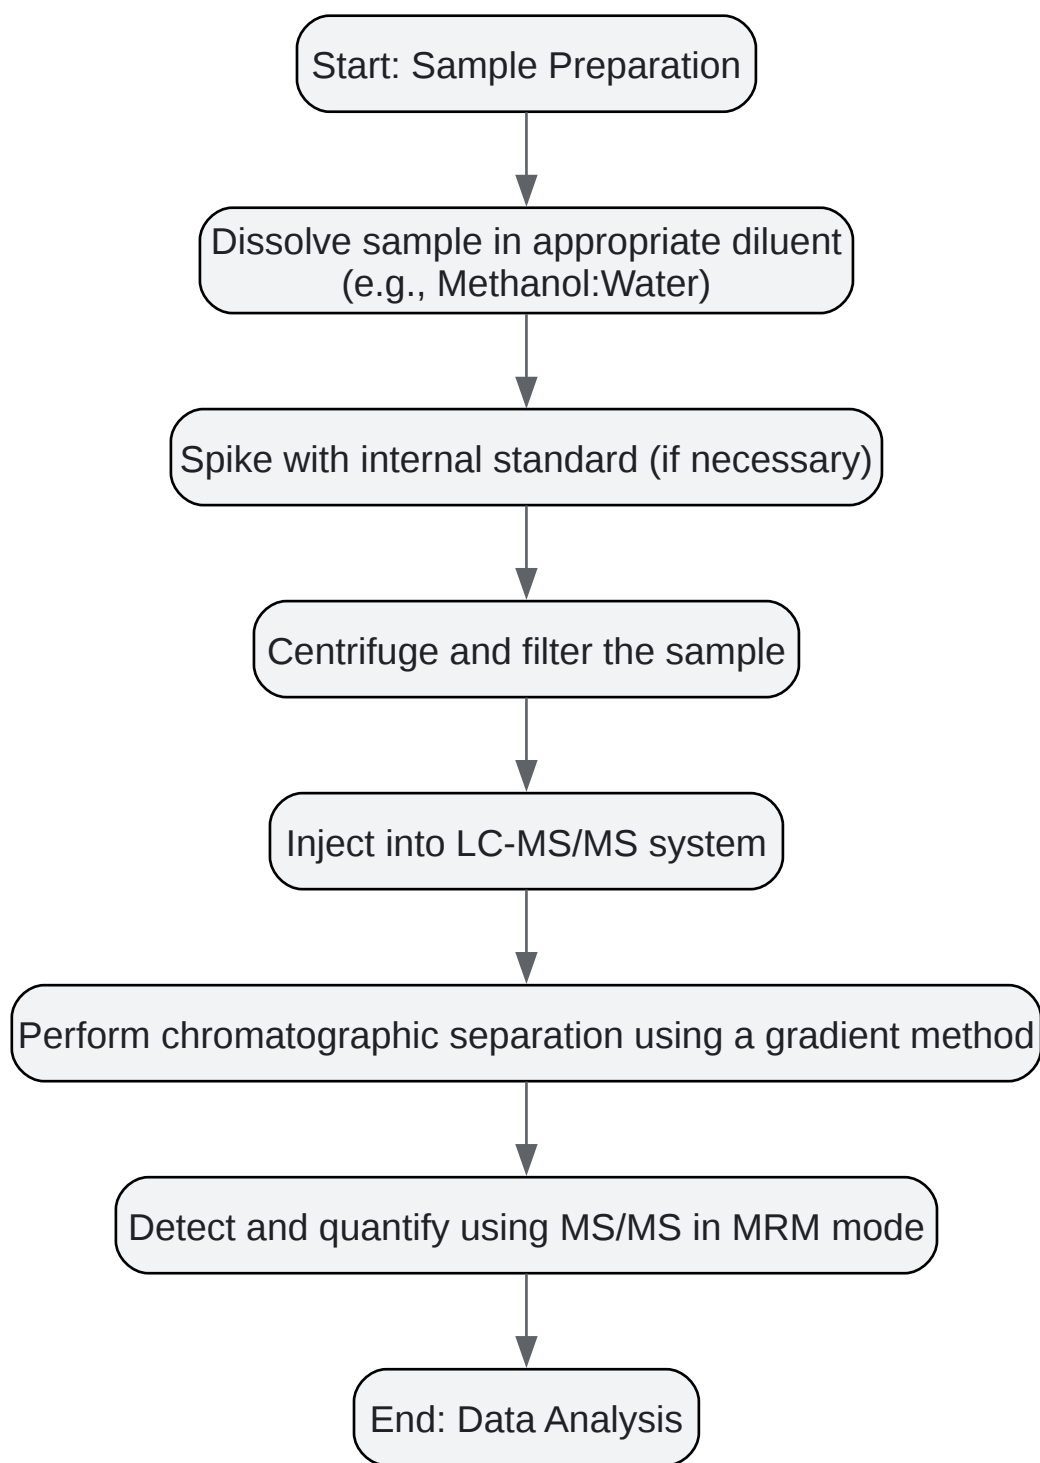 Start: Sample Preparation
Dissolve sample in appropriate diluent
(e.g., Methanol:Water)
Spike with internal standard (if necessary)
Centrifuge and filter the sample
Inject into LC-MS/MS system
Perform chromatographic separation using a gradient method
Detect and quantify using MS/MS in MRM mode
End: Data Analysis